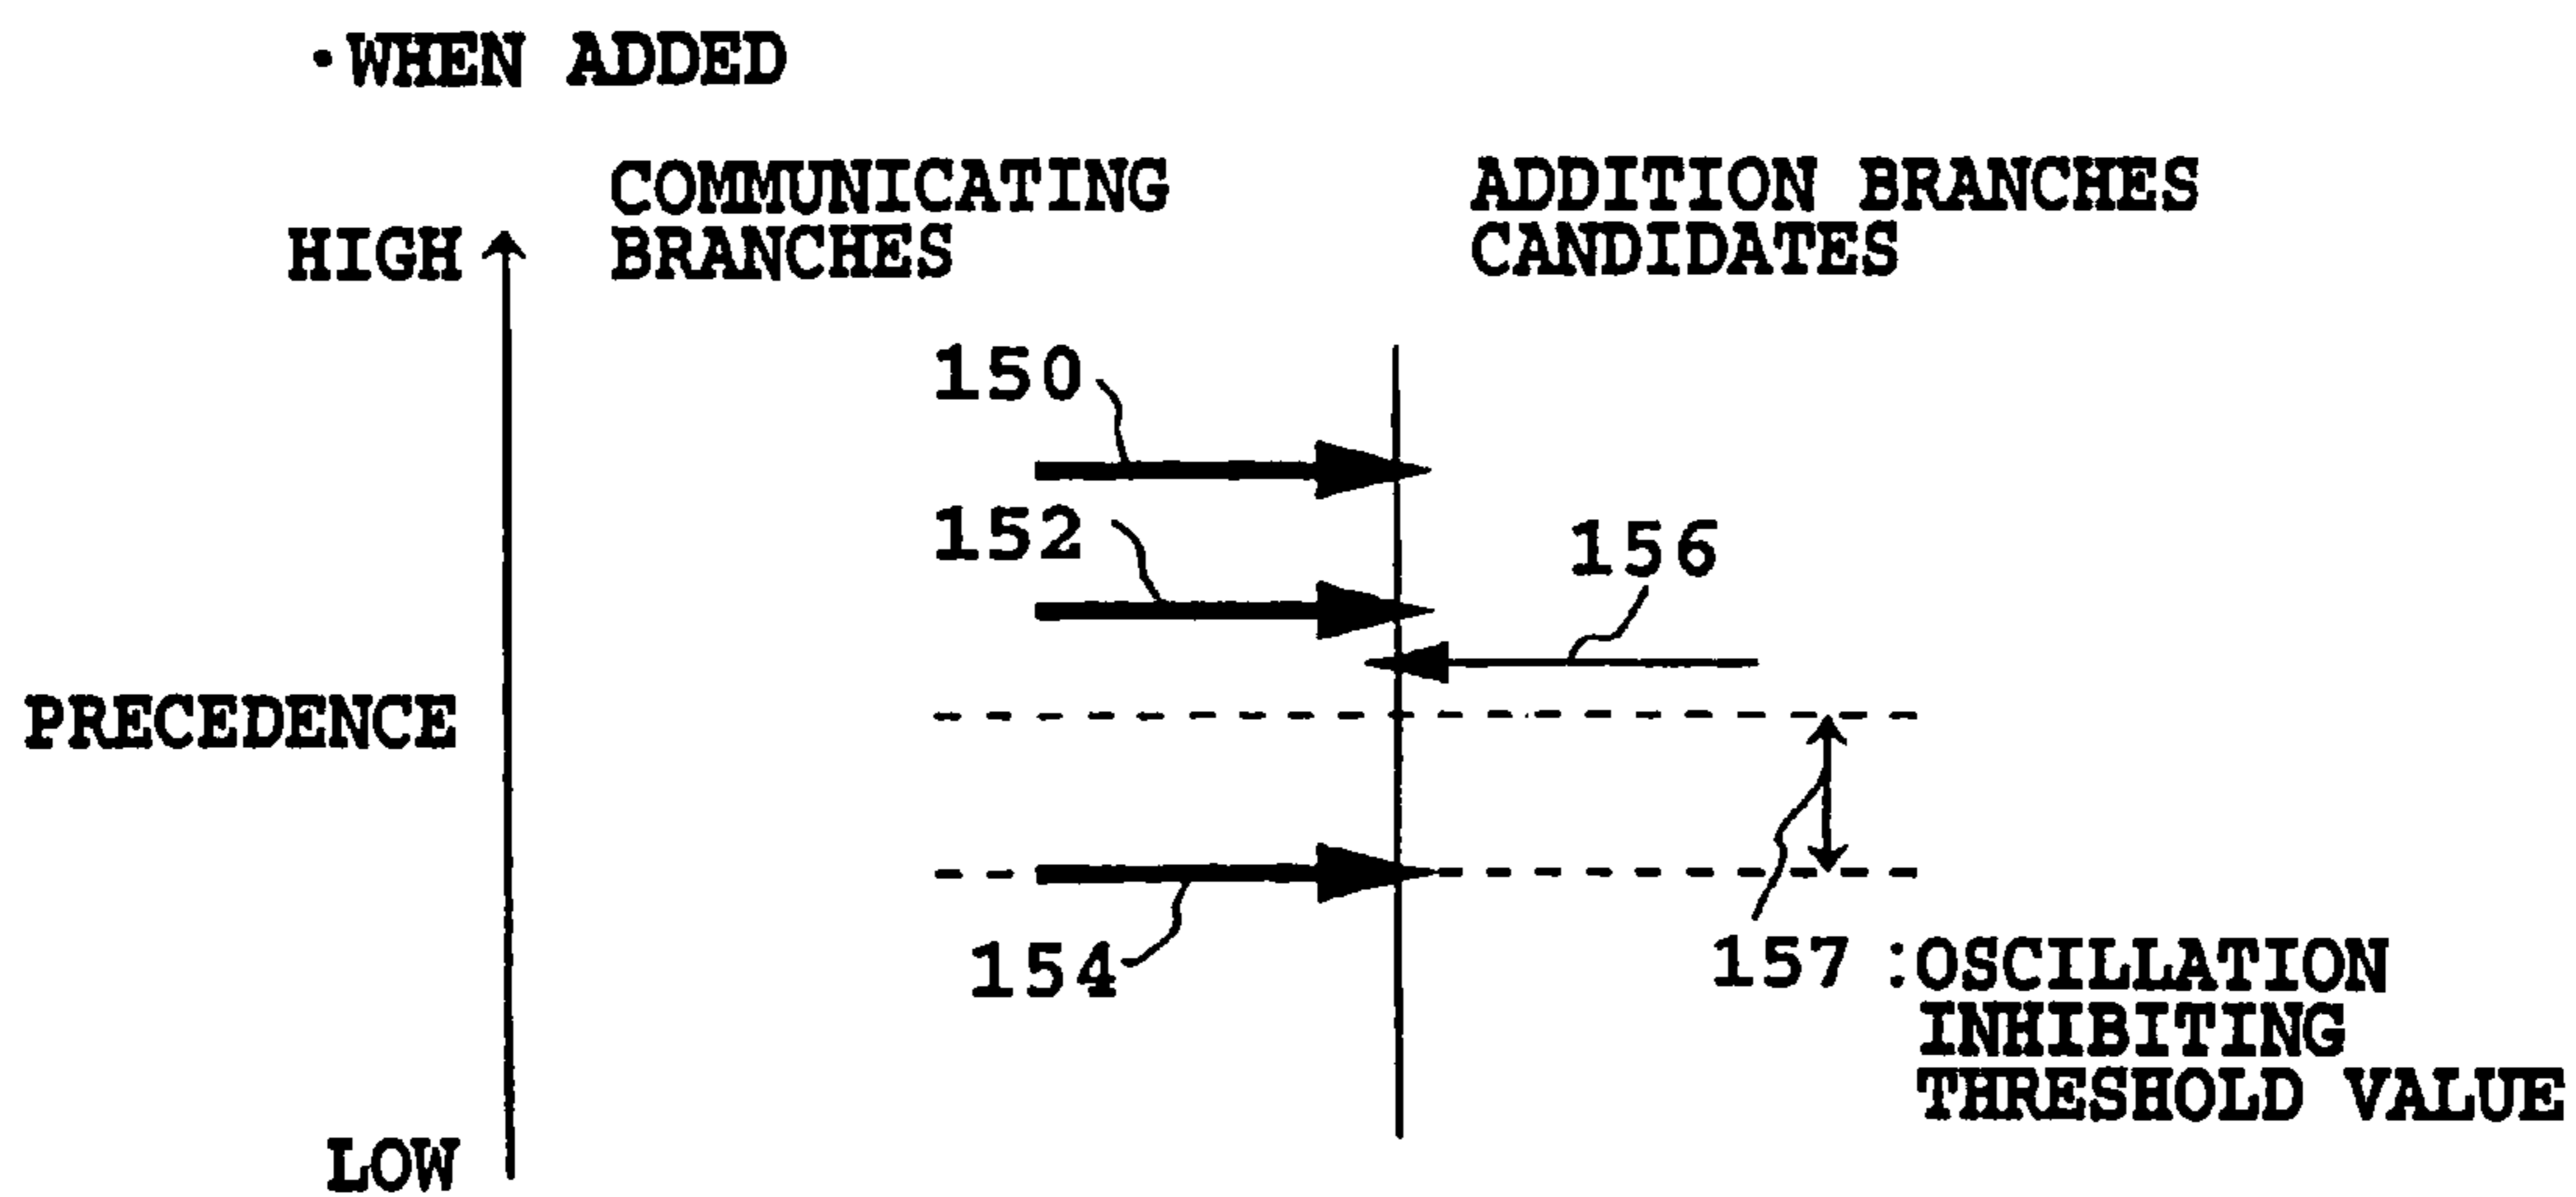 ·WHEN ADDED
COMMUNICATING
BRANCHES
ADDITION BRANCHES
CANDIDATES
HIGH
150
152
156
PRECEDENCE
154
157 :OSCILLATION
INHIBITING
THRESHOLD VALUE
LOW